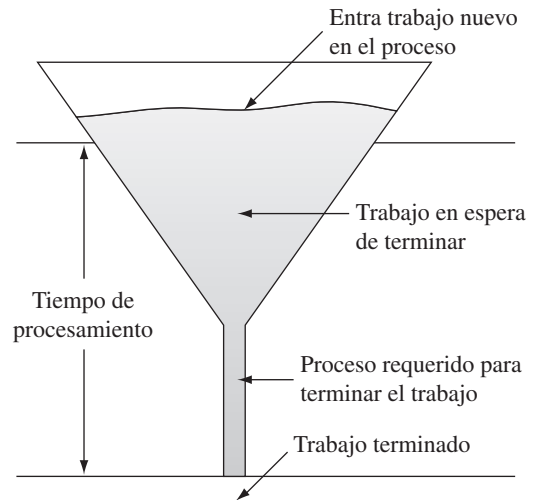 Entra trabajo nuevo
en el proceso
Trabajo en espera
de terminar
Tiempo de
procesamiento
Proceso requerido para
terminar el trabajo
Trabajo terminado